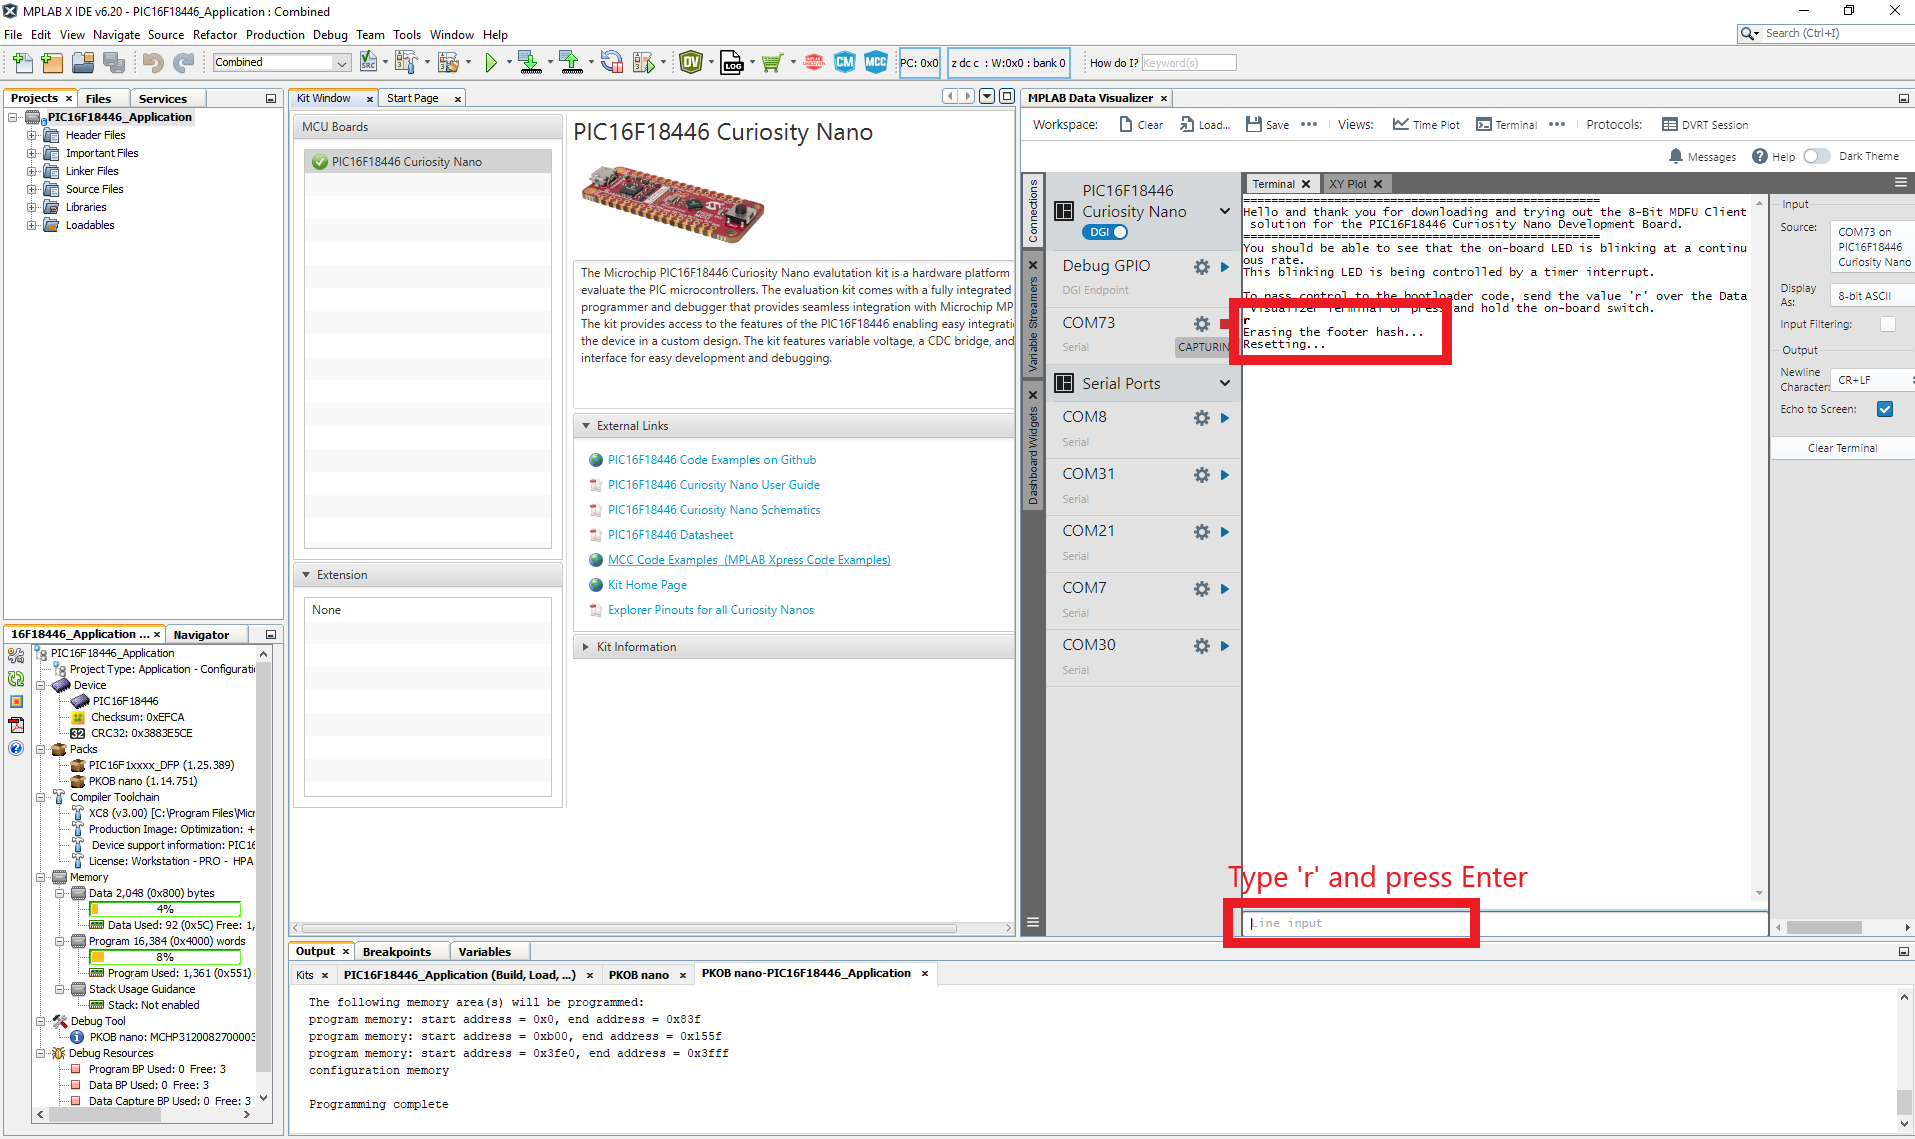 MPLAB X IDE v6.20 - PIC16F18446_Application : Combined
File Edit View Navigate Source Refactor Production Debug Team Tools Window Help
Search (Ctrl+I)
Combined
SRC
DV
LOG
CM
MCC
PC: 0x0
z dc c : W:0x0 : bank 0
How do I? Keyword(s)
Projects
Files
Services
PIC16F18446_Application
Header Files
Important Files
Linker Files
Source Files
Libraries
Loadables
16F18446_Application ...
Navigator
PIC16F18446_Application
Project Type: Application - Configuratio
Device
PIC16F18446
Checksum: 0xEFCA
32 CRC32: 0x3883E5CE
Packs
PIC16F1xxxx_DFP (1.25.389)
PKOB nano (1.14.751)
Compiler Toolchain
XC8 (v3.00) [C:\Program Files\Micr
Production Image: Optimization: +
Device support information: PIC16
License: Workstation - PRO - HPA:
Memory
Data 2,048 (0x800) bytes
4%
Data Used: 92 (0x5C) Free: 1,
Program 16,384 (0x4000) words
8%
Program Used: 1,361 (0x551)
Stack Usage Guidance
Stack: Not enabled
Debug Tool
PKOB nano: MCHP3120082700003
Debug Resources
Program BP Used: 0 Free: 3
Data BP Used: 0 Free: 3
Data Capture BP Used: 0 Free: 3
Kit Window
Start Page
MCU Boards
PIC16F18446 Curiosity Nano
Extension
None
PIC16F18446 Curiosity Nano
The Microchip PIC16F18446 Curiosity Nano evalutation kit is a hardware platform
evaluate the PIC microcontrollers. The evaluation kit comes with a fully integrated
programmer and debugger that provides seamless integration with Microchip MP
The kit provides access to the features of the PIC16F18446 enabling easy integratio
the device in a custom design. The kit features variable voltage, a CDC bridge, and
interface for easy development and debugging.
External Links
PIC16F18446 Code Examples on Github
PIC16F18446 Curiosity Nano User Guide
PIC16F18446 Curiosity Nano Schematics
PIC16F18446 Datasheet
MCC Code Examples (MPLAB Xpress Code Examples)
Kit Home Page
Explorer Pinouts for all Curiosity Nanos
Kit Information
MPLAB Data Visualizer
Workspace: Clear Load... Save ••• Views: Time Plot Terminal ••• Protocols: DVRT Session
Messages Help Dark Theme
Connections
Variable Streamers
Dashboard Widgets
PIC16F18446
Curiosity Nano
DGI
Debug GPIO
DGI Endpoint
COM73
Serial
CAPTURIN
Serial Ports
COM8
Serial
COM31
Serial
COM21
Serial
COM7
Serial
COM30
Serial
Terminal
XY Plot
===================================================
Hello and thank you for downloading and trying out the 8-Bit MDFU Client
solution for the PIC16F18446 Curiosity Nano Development Board.
===================================================
You should be able to see that the on-board LED is blinking at a continu
ous rate.
This blinking LED is being controlled by a timer interrupt.
To pass control to the bootloader code, send the value 'r' over the Data
Visualizer Terminal or press and hold the on-board switch.
r
Erasing the footer hash...
Resetting...
Type 'r' and press Enter
Line input
Input
Source:
COM73 on
PIC16F18446
Curiosity Nano
Display
As:
8-bit ASCII
Input Filtering:
Output
Newline
Character:
CR+LF
Echo to Screen:
Clear Terminal
Output
Breakpoints
Variables
Kits
PIC16F18446_Application (Build, Load, ...)
PKOB nano
PKOB nano-PIC16F18446_Application
The following memory area(s) will be programmed:
program memory: start address = 0x0, end address = 0x83f
program memory: start address = 0xb00, end address = 0x155f
program memory: start address = 0x3fe0, end address = 0x3fff
configuration memory
Programming complete